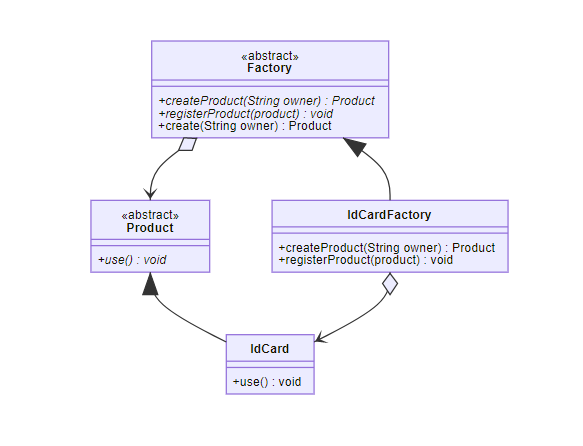 «abstract»
Factory
+createProduct(String owner) : Product
+registerProduct(product) : void
+create(String owner) : Product
«abstract»
Product
+use() : void
IdCardFactory
+createProduct(String owner) : Product
+registerProduct(product) : void
IdCard
+use() : void